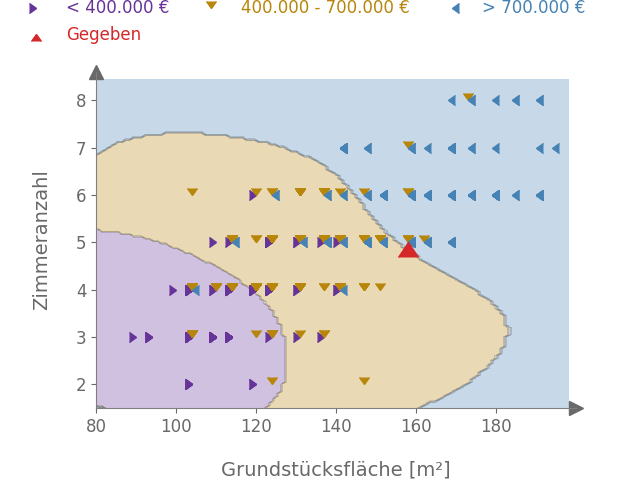 < 400.000 € 400.000 - 700.000 € > 700.000 €
Gegeben
8
7
6
5
4
3
2
80 100 120 140 160 180
Zimmeranzahl
Grundstücksfläche [m²]